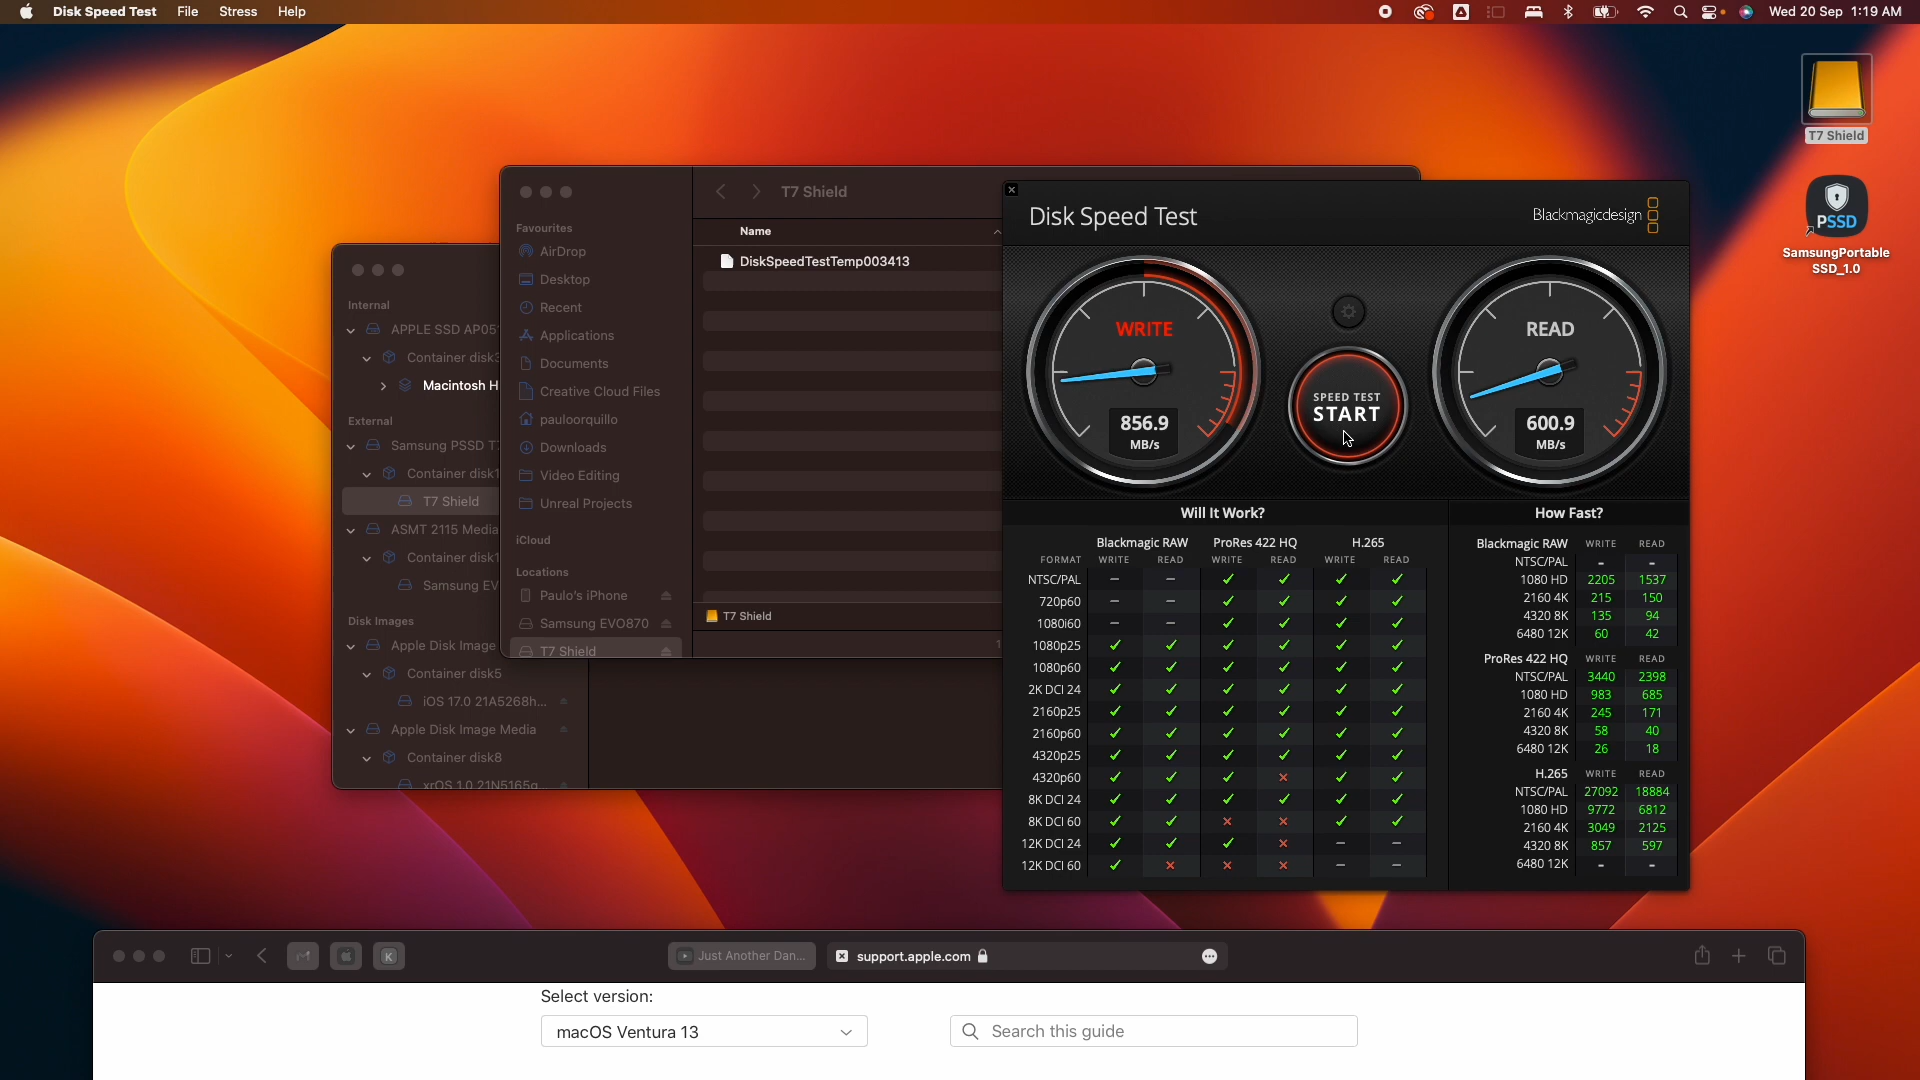 Disk Speed Test File Stress Help
Wed 20 Sep 1:19 AM
T7 Shield
PSSD
SamsungPortable
SSD_1.0
Internal
APPLE SSD AP05
Container disk3
Macintosh H
External
Samsung PSSD T7
Container disk1
T7 Shield
ASMT 2115 Media
Container disk1
Samsung EV
Disk Images
Apple Disk Image
Container disk5
iOS 17.0 21A5268h...
Apple Disk Image Media
Container disk8
xrOS 1.0 21N5165g...
Favourites
AirDrop
Desktop
Recent
Applications
Documents
Creative Cloud Files
pauloorquillo
Downloads
Video Editing
Unreal Projects
iCloud
Locations
Paulo's iPhone
Samsung EVO870
T7 Shield
T7 Shield
Name
DiskSpeedTestTemp003413
T7 Shield
1
Disk Speed Test
Blackmagicdesign
WRITE
856.9
MB/s
SPEED TEST
START
READ
600.9
MB/s
Will It Work?
Blackmagic RAW ProRes 422 HQ H.265
FORMAT WRITE READ WRITE READ WRITE READ
NTSC/PAL – – ✓ ✓ ✓ ✓
720p60 – – ✓ ✓ ✓ ✓
1080i60 – – ✓ ✓ ✓ ✓
1080p25 ✓ ✓ ✓ ✓ ✓ ✓
1080p60 ✓ ✓ ✓ ✓ ✓ ✓
2K DCI 24 ✓ ✓ ✓ ✓ ✓ ✓
2160p25 ✓ ✓ ✓ ✓ ✓ ✓
2160p60 ✓ ✓ ✓ ✓ ✓ ✓
4320p25 ✓ ✓ ✓ ✓ ✓ ✓
4320p60 ✓ ✓ ✓ × ✓ ✓
8K DCI 24 ✓ ✓ ✓ ✓ ✓ ✓
8K DCI 60 ✓ ✓ × × ✓ ✓
12K DCI 24 ✓ ✓ ✓ × – –
12K DCI 60 ✓ × × × – –
How Fast?
Blackmagic RAW WRITE READ
NTSC/PAL - -
1080 HD 2205 1537
2160 4K 215 150
4320 8K 135 94
6480 12K 60 42
ProRes 422 HQ WRITE READ
NTSC/PAL 3440 2398
1080 HD 983 685
2160 4K 245 171
4320 8K 58 40
6480 12K 26 18
H.265 WRITE READ
NTSC/PAL 27092 18884
1080 HD 9772 6812
2160 4K 3049 2125
4320 8K 857 597
6480 12K - -
K
Just Another Dan...
support.apple.com
Select version:
macOS Ventura 13
Search this guide